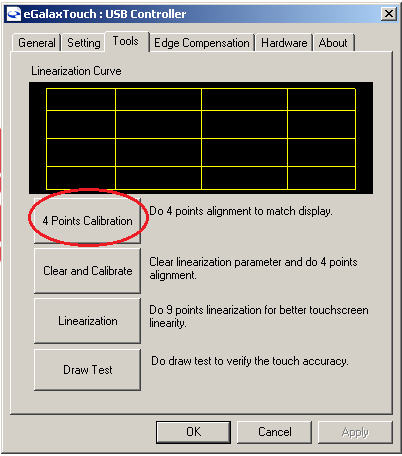 eGalaxTouch : USB Controller
General Setting Tools Edge Compensation Hardware About
Linearization Curve
4 Points Calibration
Do 4 points alignment to match display.
Clear and Calibrate
Clear linearization parameter and do 4 points
alignment.
Linearization
Do 9 points linearization for better touchscreen
linearity.
Draw Test
Do draw test to verify the touch accuracy.
OK Cancel Apply